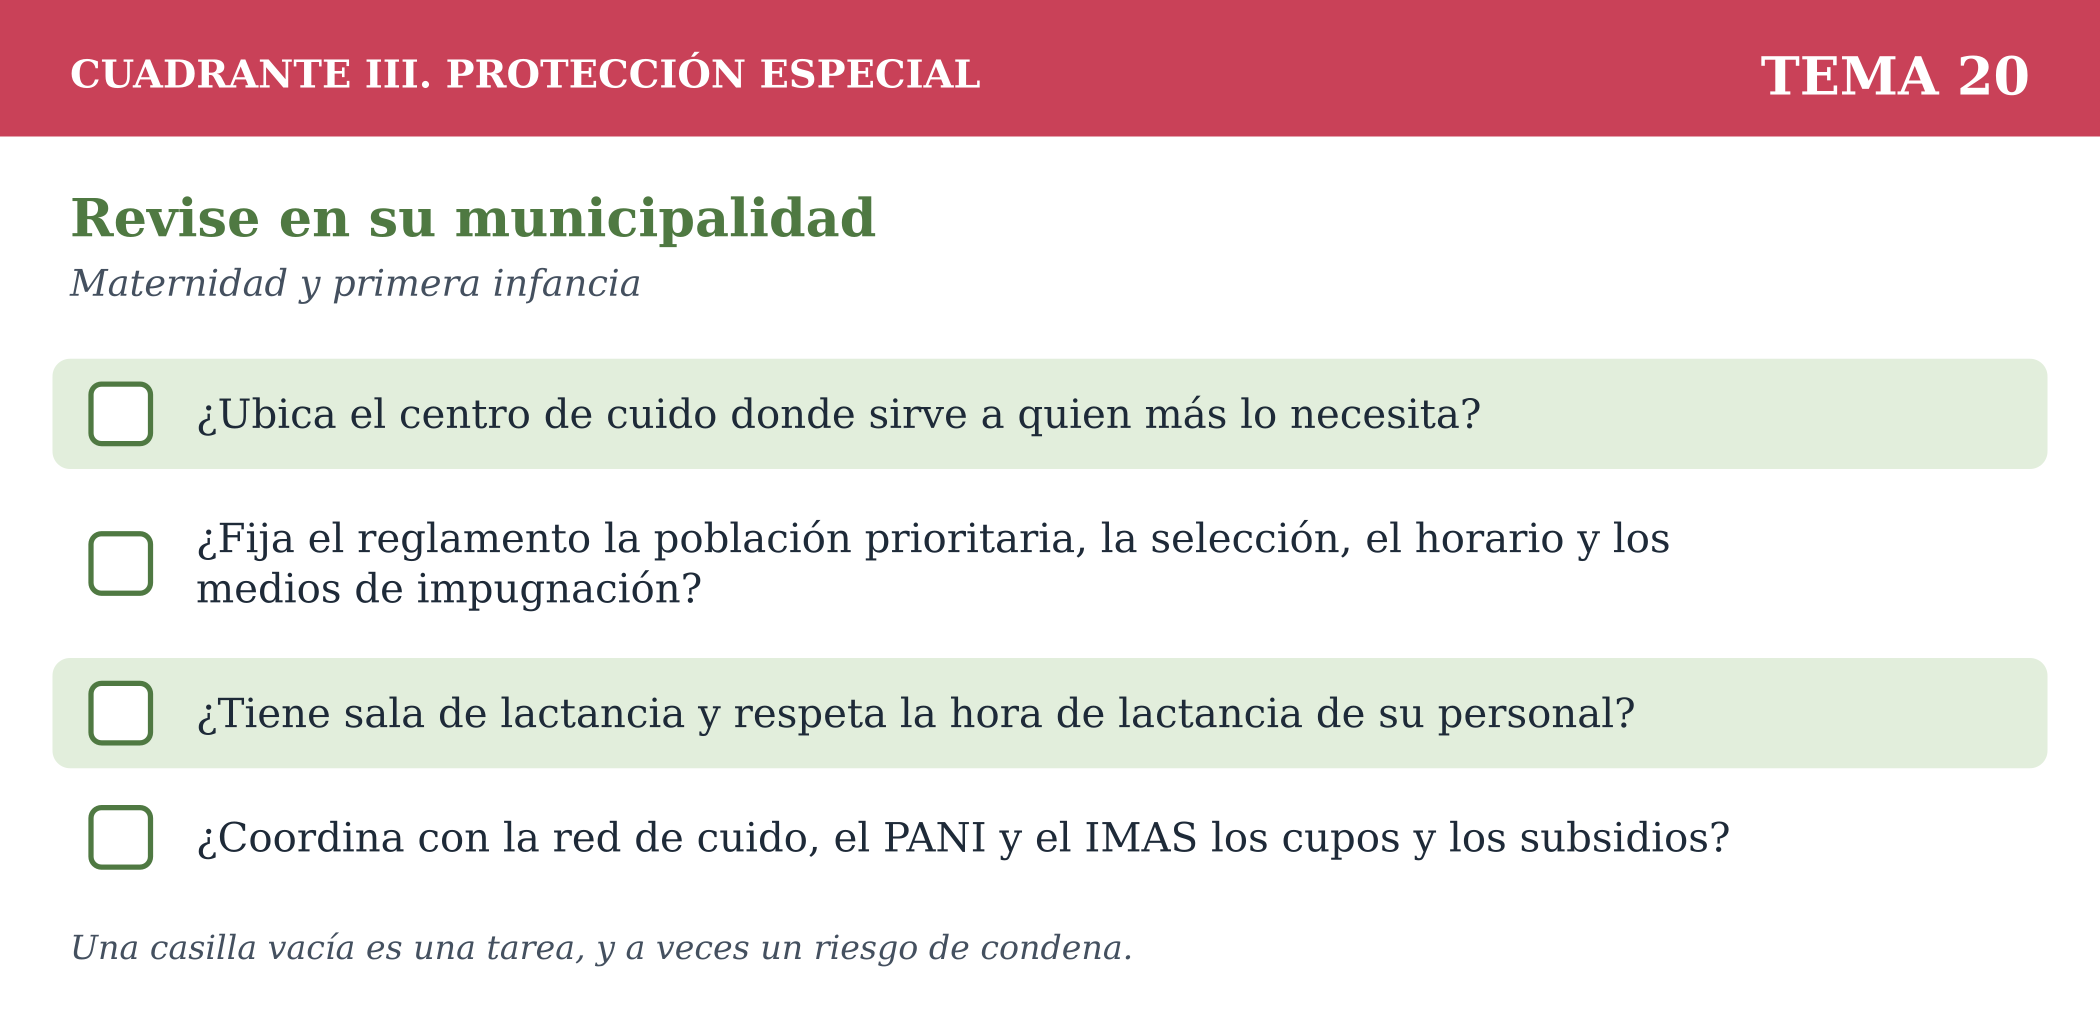 CUADRANTE III. PROTECCIÓN ESPECIAL
TEMA 20
Revise en su municipalidad
Maternidad y primera infancia
¿Ubica el centro de cuido donde sirve a quien más lo necesita?
¿Fija el reglamento la población prioritaria, la selección, el horario y los
medios de impugnación?
¿Tiene sala de lactancia y respeta la hora de lactancia de su personal?
¿Coordina con la red de cuido, el PANI y el IMAS los cupos y los subsidios?
Una casilla vacía es una tarea, y a veces un riesgo de condena.